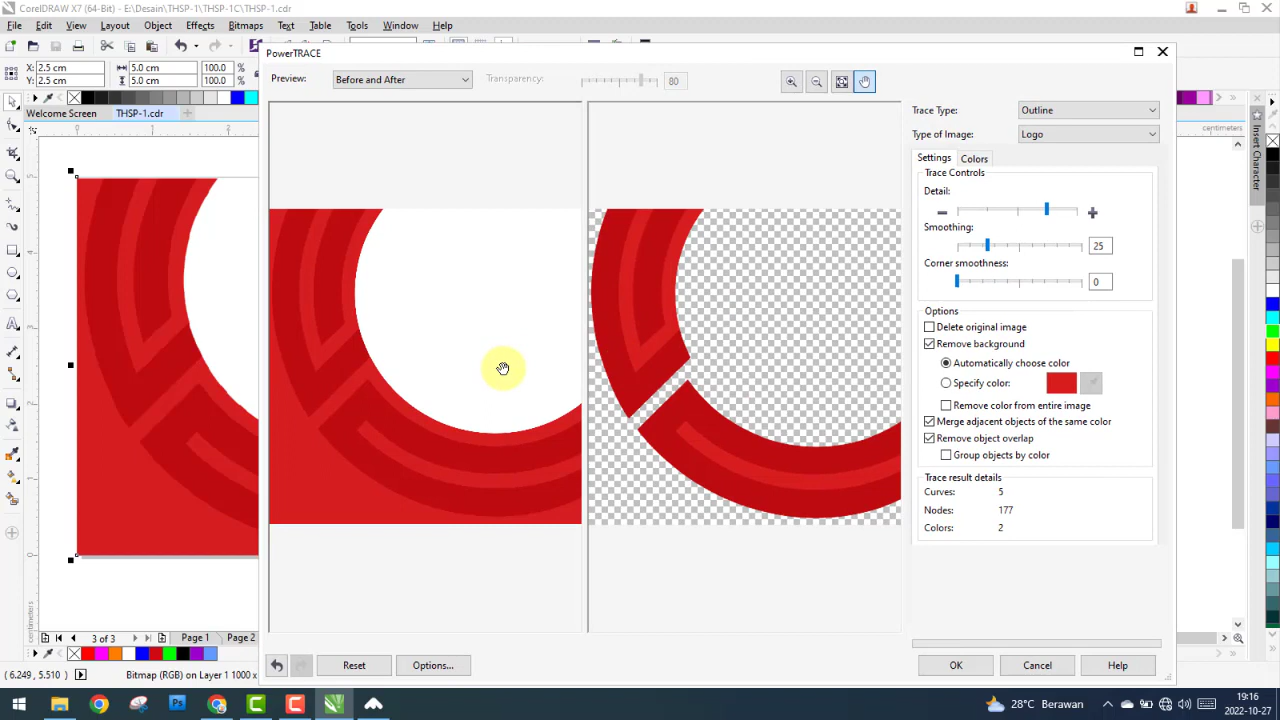 CorelDRAW X7 (64-Bit) - E:\Desain\THSP-1\THSP-1C\THSP-1.cdr
File Edit View Layout Object Effects Bitmaps Text Table Tools Window Help
PowerTRACE
X: 2.5 cm 5.0 cm 100.0 %
Y: 2.5 cm 5.0 cm 100.0 %
Preview: Before and After Transparency: 80
Welcome Screen THSP-1.cdr
centimeters
Insert Character
Trace Type: Outline
Type of Image: Logo
Settings Colors
Trace Controls
Detail:
Smoothing:
25
Corner smoothness:
0
Options
Delete original image
Remove background
Automatically choose color
Specify color:
Remove color from entire image
Merge adjacent objects of the same color
Remove object overlap
Group objects by color
Trace result details
Curves: 5
Nodes: 177
Colors: 2
centimeters
3 of 3 Page 1 Page 2
Reset Options... OK Cancel Help
(6.249, 5.510) Bitmap (RGB) on Layer 1 1000 x
28°C Berawan
19:16
2022-10-27